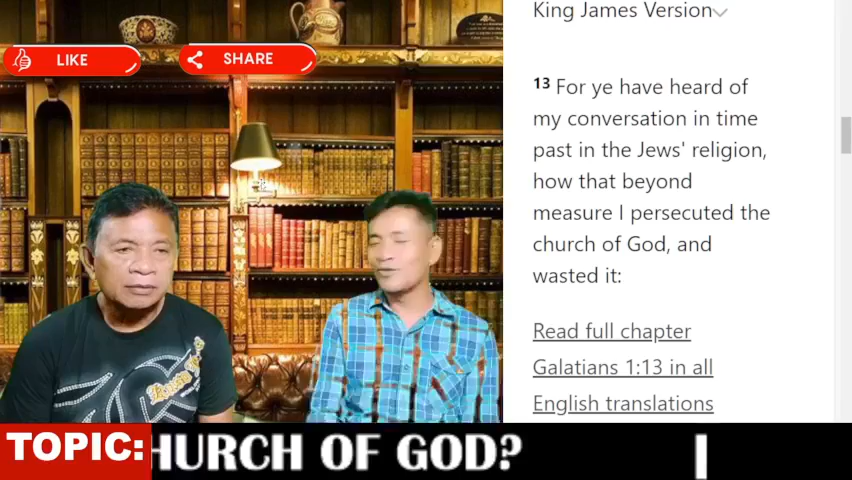 King James Version
LIKE
SHARE
13 For ye have heard of
my conversation in time
past in the Jews' religion,
how that beyond
measure I persecuted the
church of God, and
wasted it:
Read full chapter
Galatians 1:13 in all
English translations
TOPIC:
HURCH OF GOD?